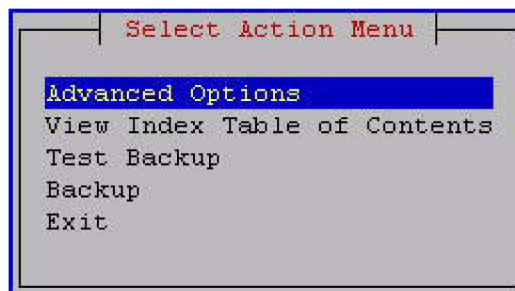 Select Action Menu
Advanced Options
View Index Table of Contents
Test Backup
Backup
Exit